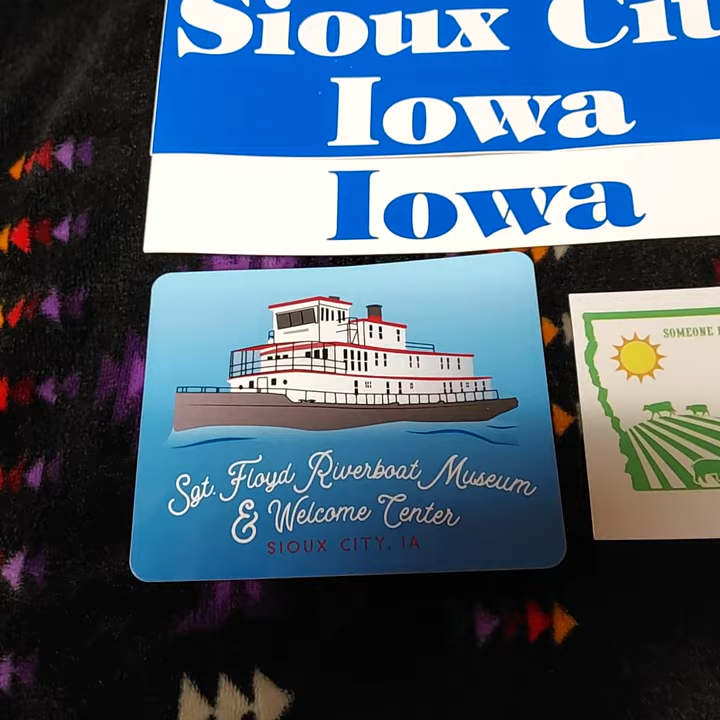 Sioux Cit
Iowa
Iowa
SOMEONE
Sgt. Floyd Riverboat Museum
& Welcome Center
SIOUX CITY, IA